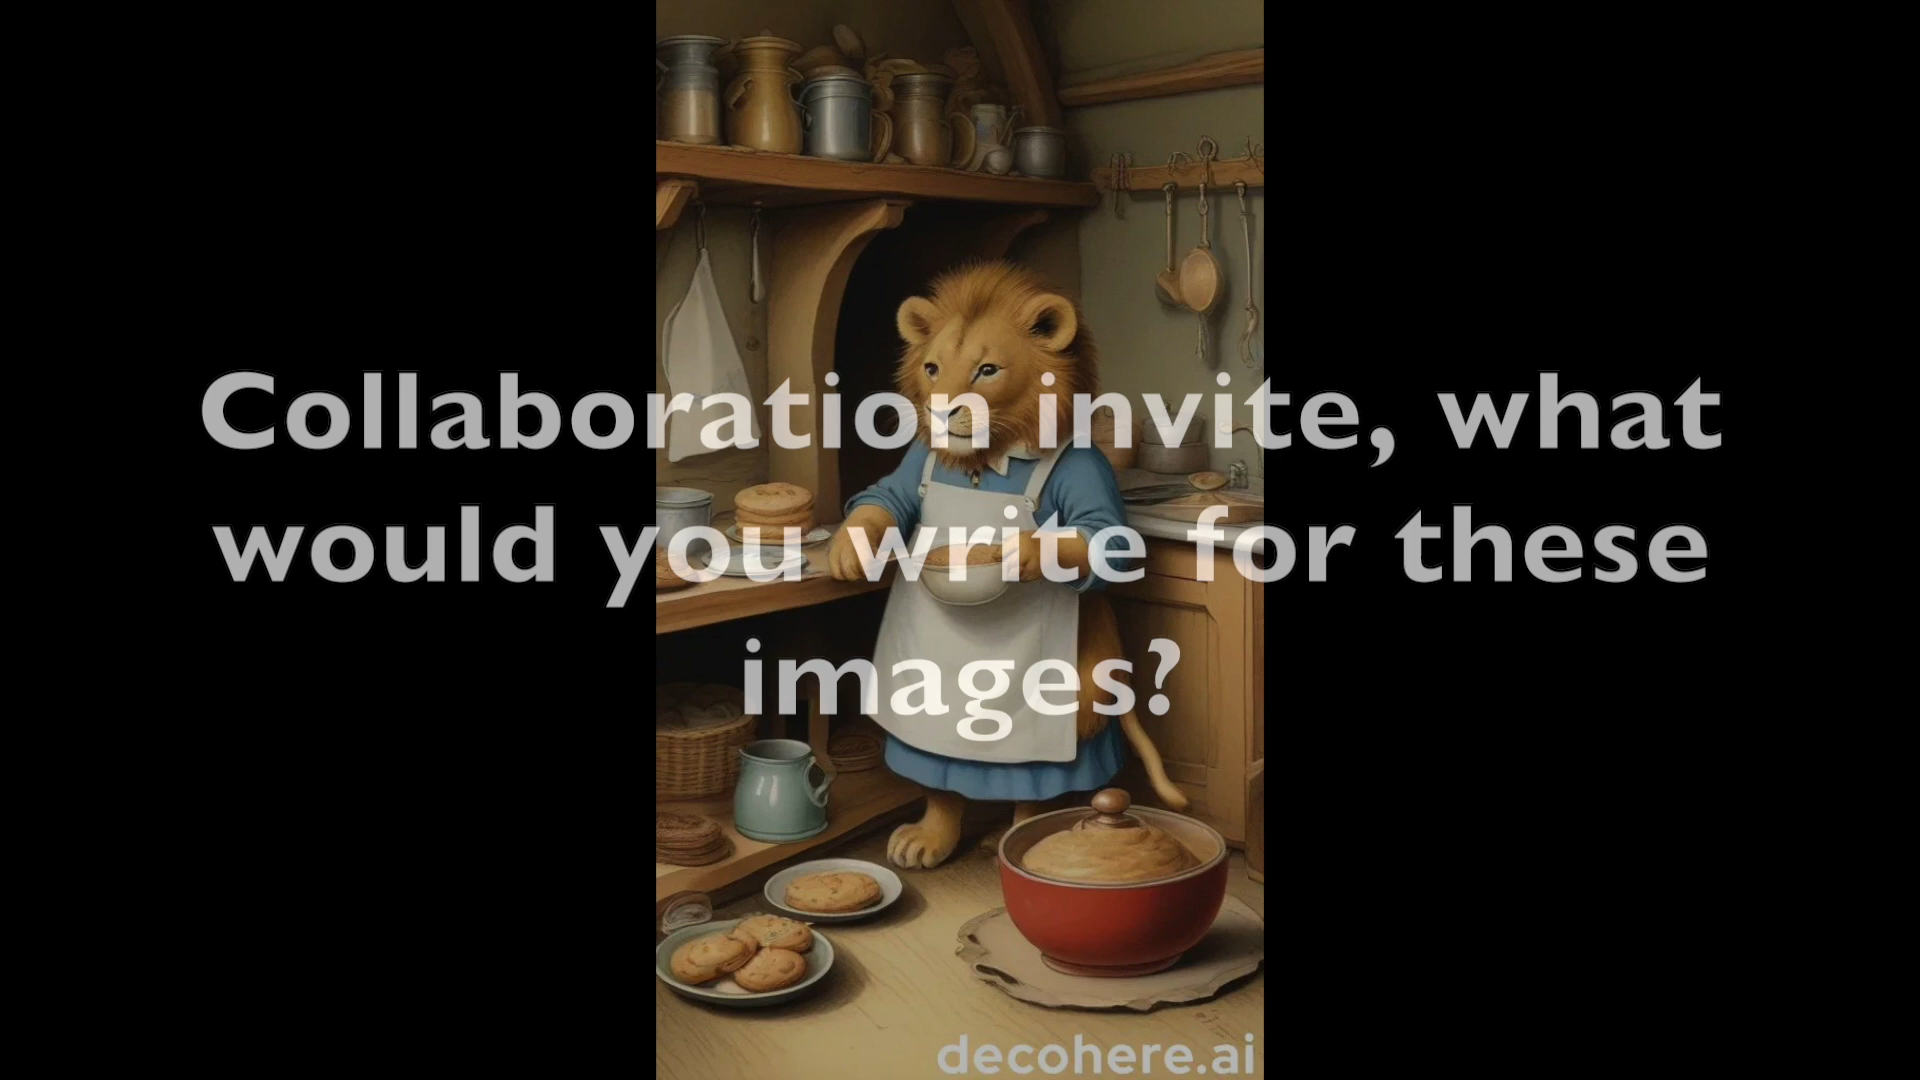 Collaboration invite, what
would you write for these
images?
decohere.ai